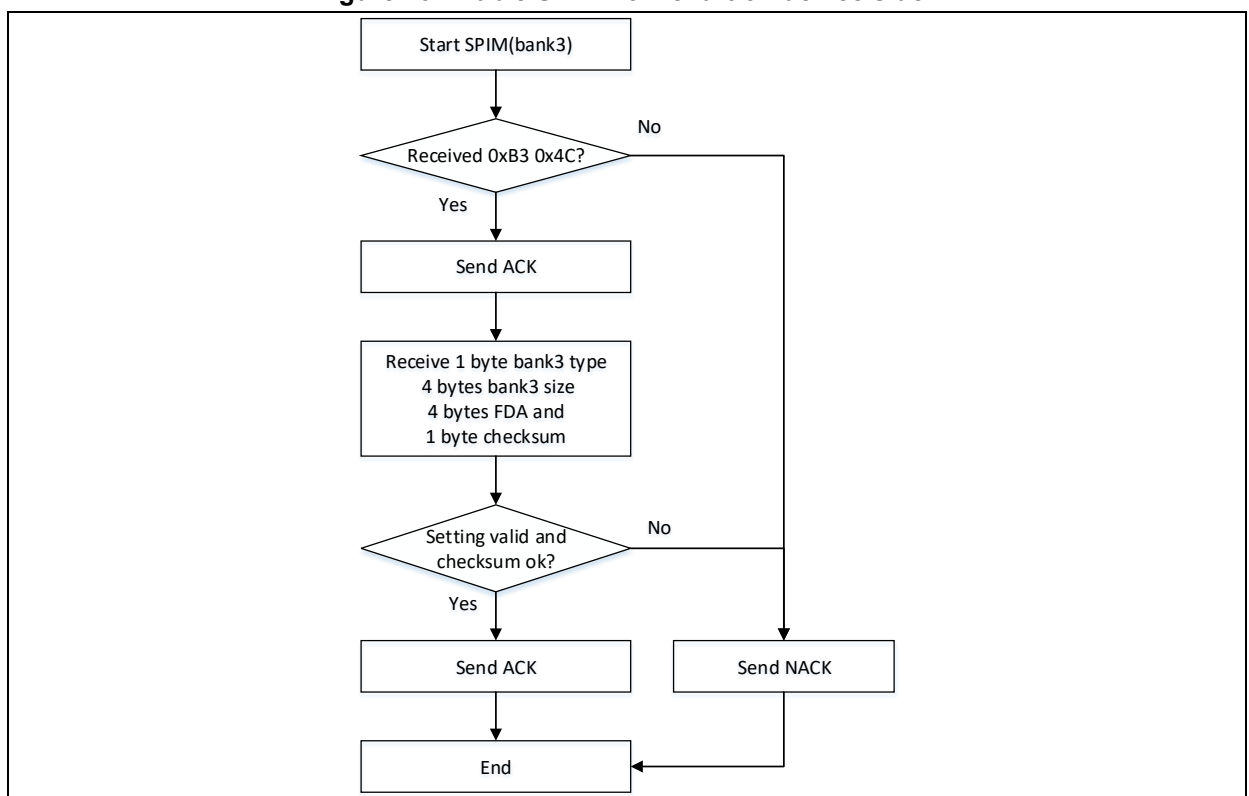 Start SPIM(bank3)
No
Received 0xB3 0x4C?
Yes
Send ACK
Receive 1 byte bank3 type
4 bytes bank3 size
4 bytes FDA and
1 byte checksum
No
Setting valid and
checksum ok?
Yes
Send ACK
Send NACK
End